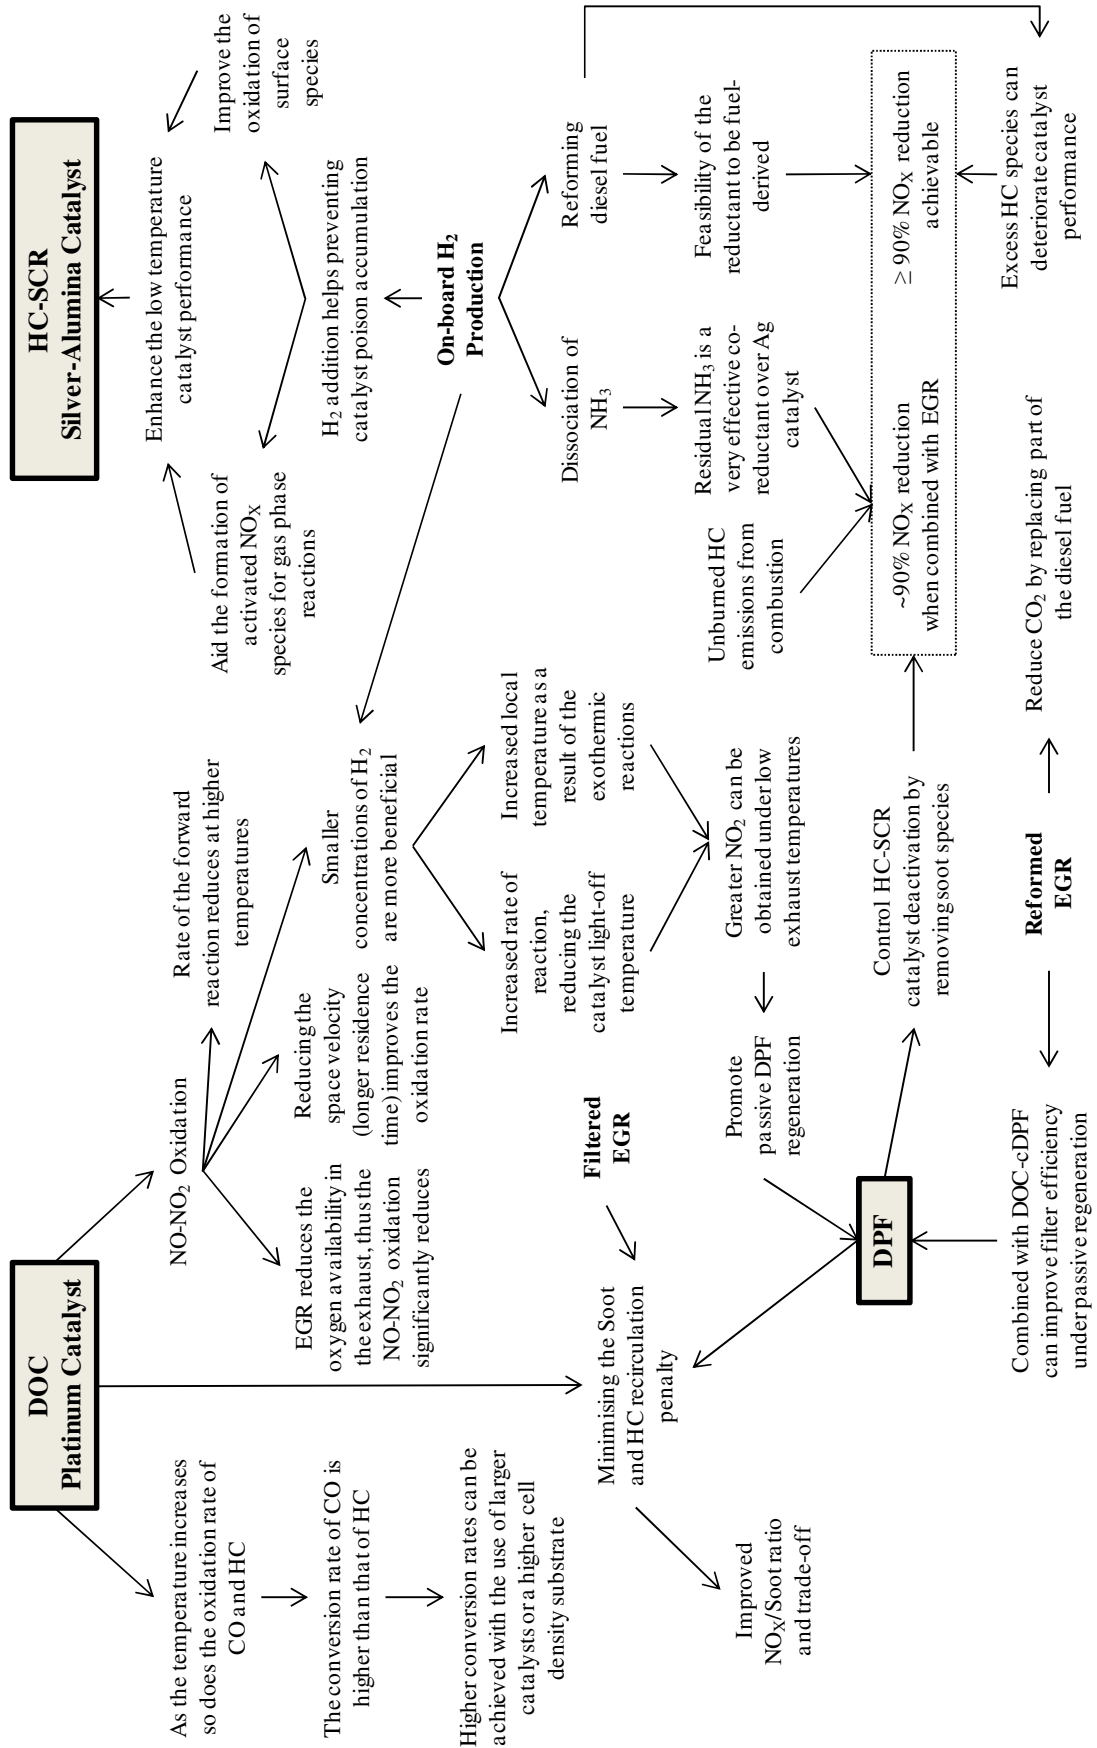 DOC
Platinum Catalyst
HC-SCR
Silver-Alumina Catalyst
As the temperature increases
so does the oxidation rate of
CO and HC
The conversion rate of CO is
higher than that of HC
Higher conversion rates can be
achieved with the use of larger
catalysts or a higher cell
density substrate
NO-NO₂ Oxidation
EGR reduces the
oxygen availability in
the exhaust, thus the
NO-NO₂ oxidation
significantly reduces
Reducing the
space velocity
(longer residence
time) improves the
oxidation rate
Rate of the forward
reaction reduces at higher
temperatures
Smaller
concentrations of H₂
are more beneficial
Increased rate of
reaction,
reducing the
catalyst light-off
temperature
Increased local
temperature as a
result of the
exothermic
reactions
Greater NO₂ can be
obtained under low
exhaust temperatures
Promote
passive DPF
regeneration
Filtered
EGR
Minimising the Soot
and HC recirculation
penalty
Improved
NOX/Soot ratio
and trade-off
DPF
Control HC-SCR
catalyst deactivation by
removing soot species
Combined with DOC-cDPF
can improve filter efficiency
under passive regeneration
Reformed
EGR
Reduce CO₂ by replacing part of
the diesel fuel
Enhance the low temperature
catalyst performance
Aid the formation of
activated NOX
species for gas phase
reactions
Improve the
oxidation of
surface
species
H₂ addition helps preventing
catalyst poison accumulation
On-board H₂
Production
Dissociation of
NH₃
Reforming
diesel fuel
Unburned HC
emissions from
combustion
Residual NH₃ is a
very effective co-
reductant over Ag
catalyst
Feasibility of the
reductant to be fuel-
derived
~90% NOX reduction
when combined with EGR
≥ 90% NOX reduction
achievable
Excess HC species can
deteriorate catalyst
performance